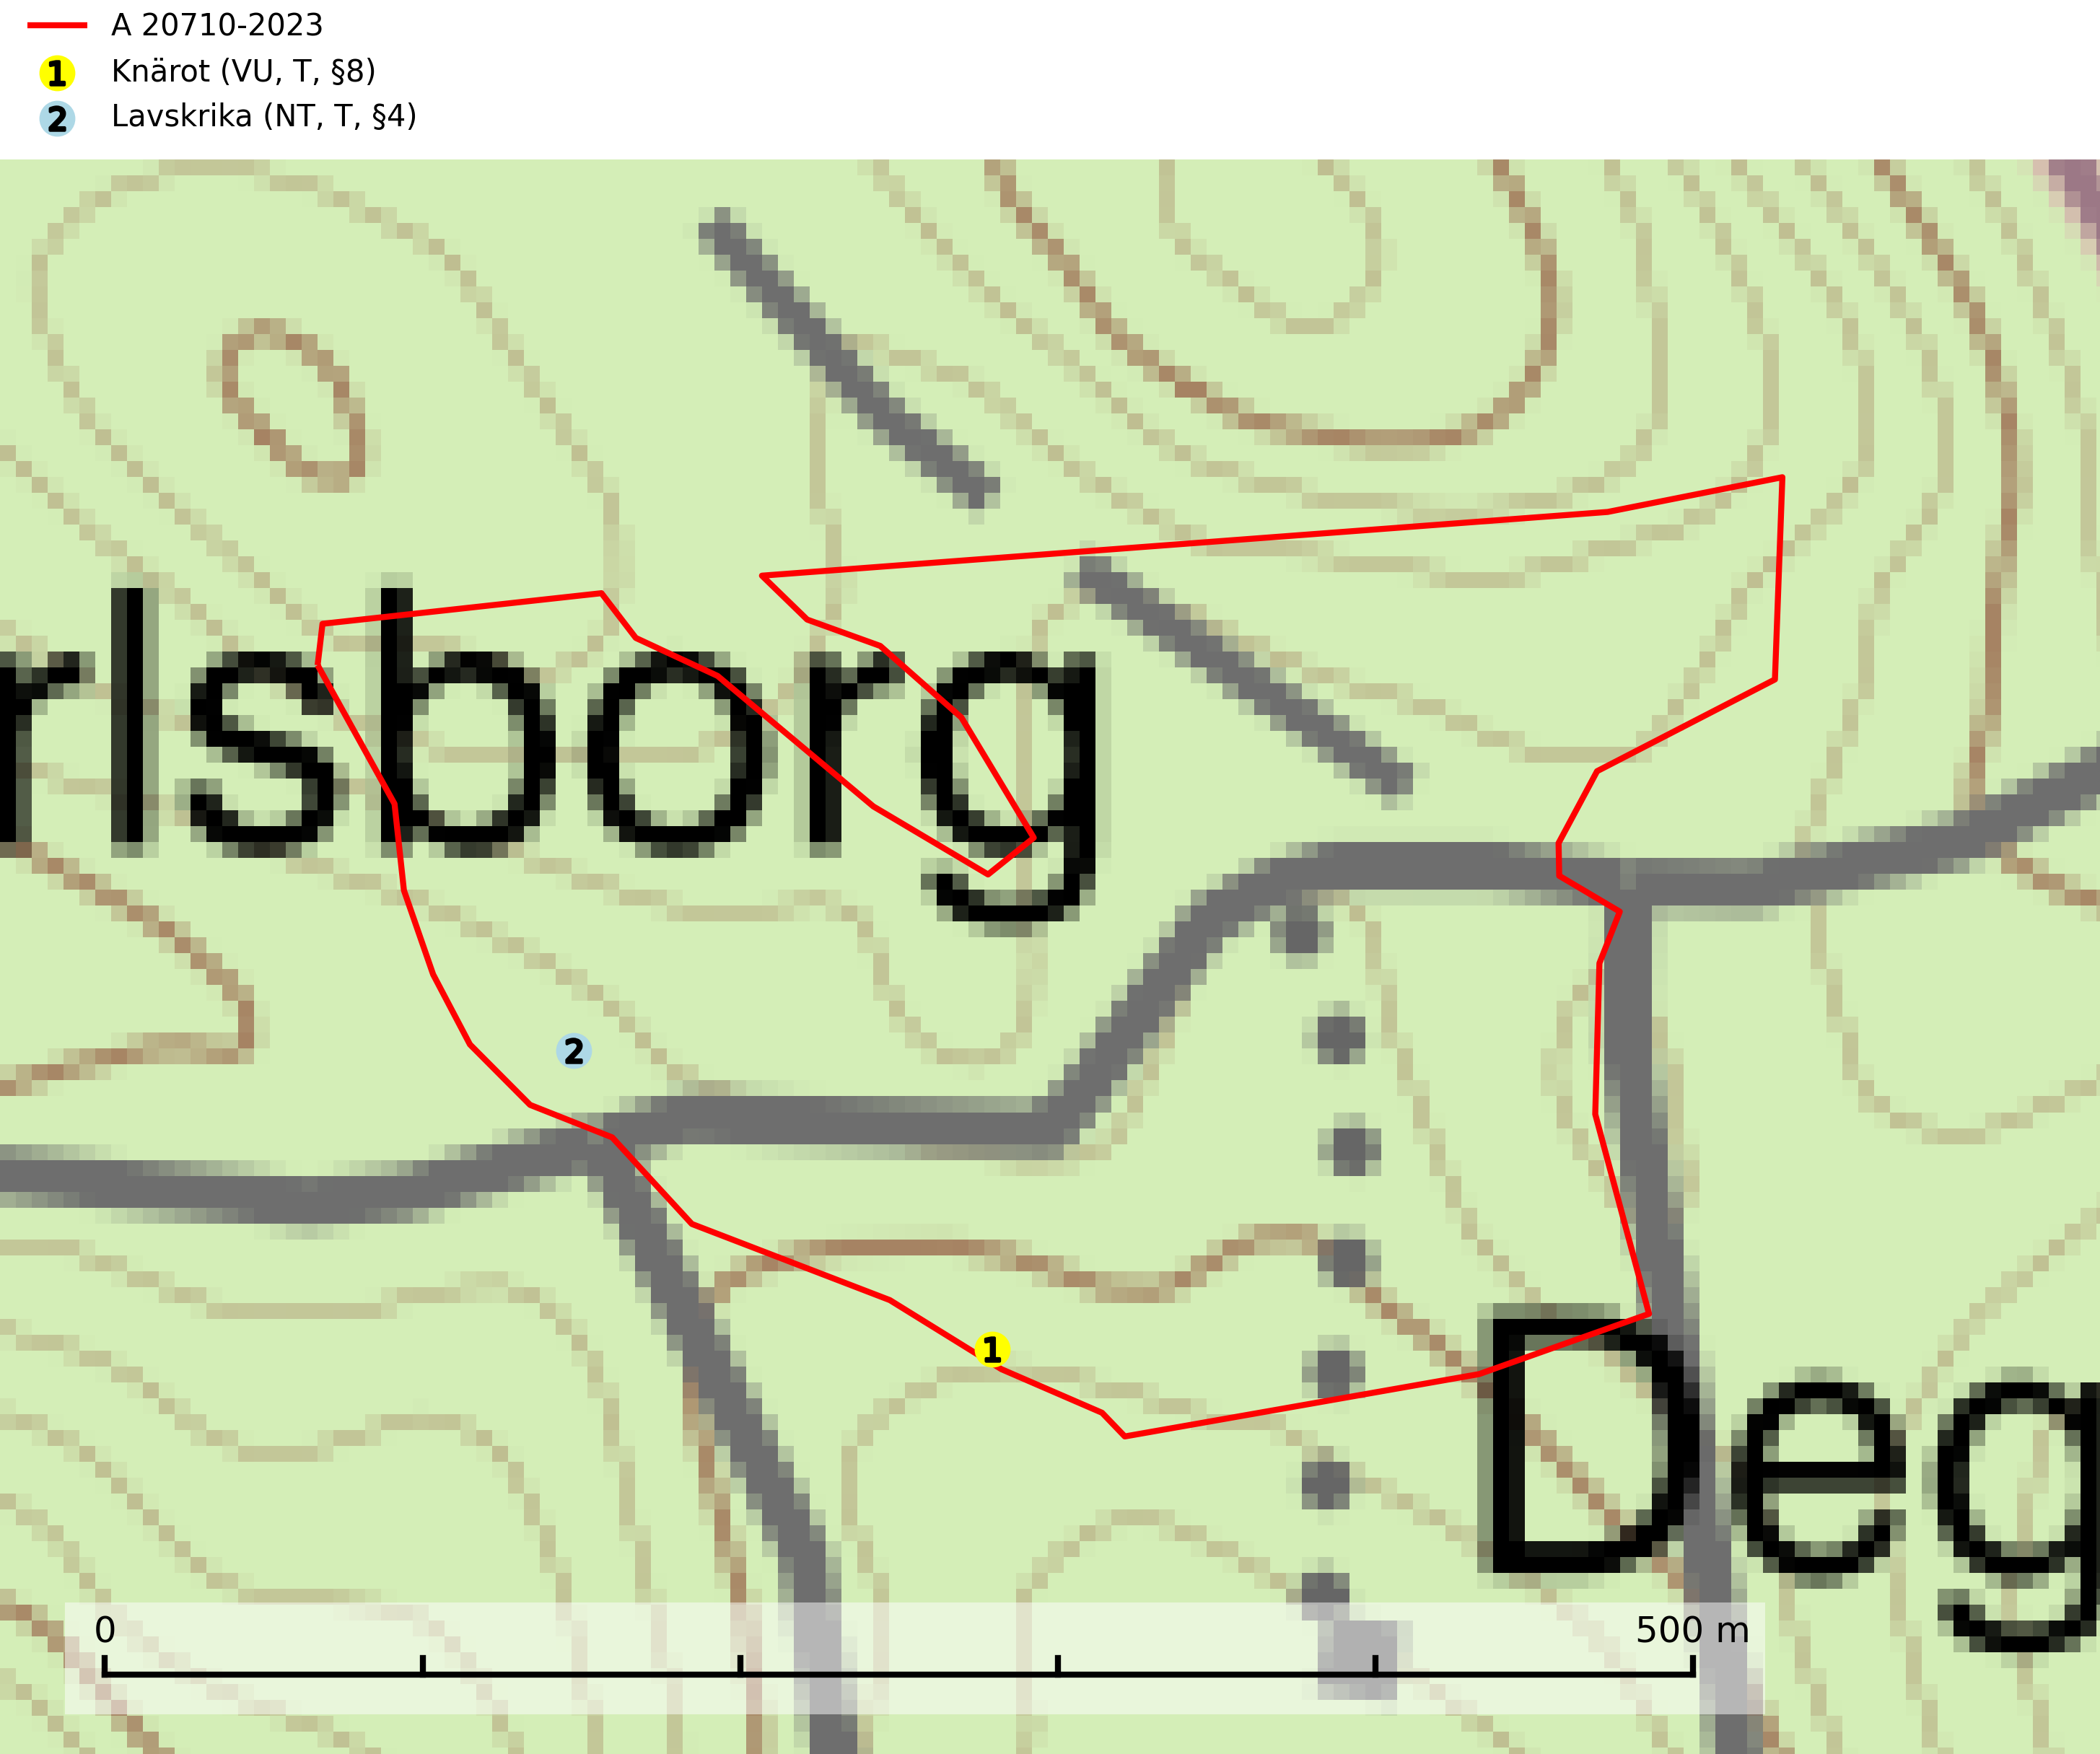 A 20710-2023
1 Knärot (VU, T, §8)
2 Lavskrika (NT, T, §4)
rlsborg
2
1
Deg
0 500 m